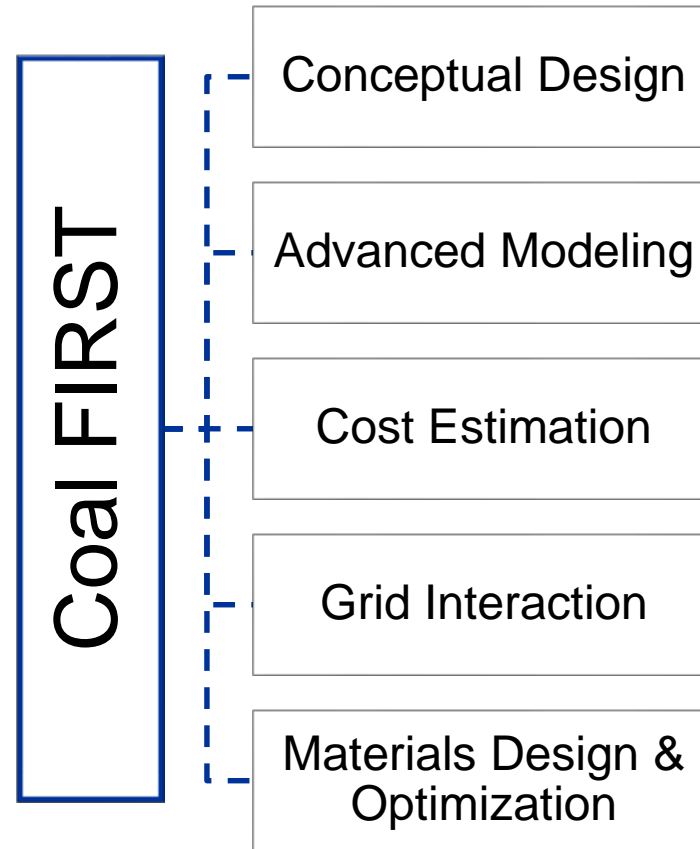 Coal FIRST
Conceptual Design
Advanced Modeling
Cost Estimation
Grid Interaction
Materials Design &
Optimization